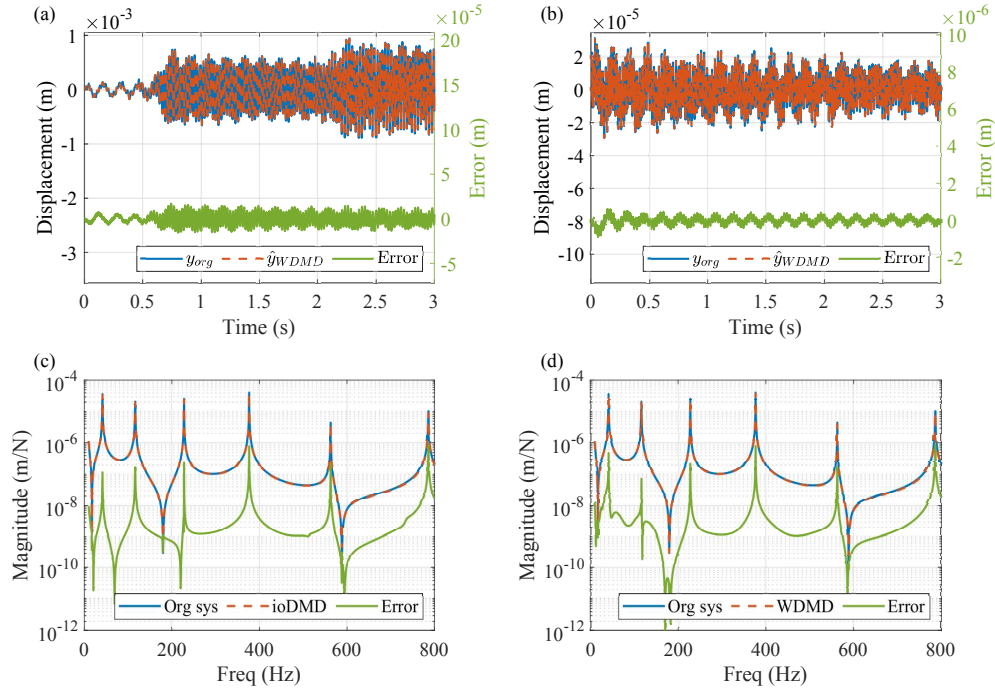 (a)
×10^-3
×10^-5
1
0
-1
-2
-3
Displacement (m)
20
15
10
5
0
-5
Error (m)
y_org ŷ_WDMD Error
0 0.5 1 1.5 2 2.5 3
Time (s)
(b)
×10^-5
×10^-6
2
0
-2
-5
-4
-6
-8
-10
Displacement (m)
10
8
6
4
2
0
-2
Error (m)
y_org ŷ_WDMD Error
0 0.5 1 1.5 2 2.5 3
Time (s)
(c)
10^-4
10^-6
10^-8
10^-10
10^-12
Magnitude (m/N)
Org sys ioDMD Error
0 200 400 600 800
Freq (Hz)
(d)
10^-4
10^-6
10^-8
10^-10
10^-12
Magnitude (m/N)
Org sys WDMD Error
0 200 400 600 800
Freq (Hz)